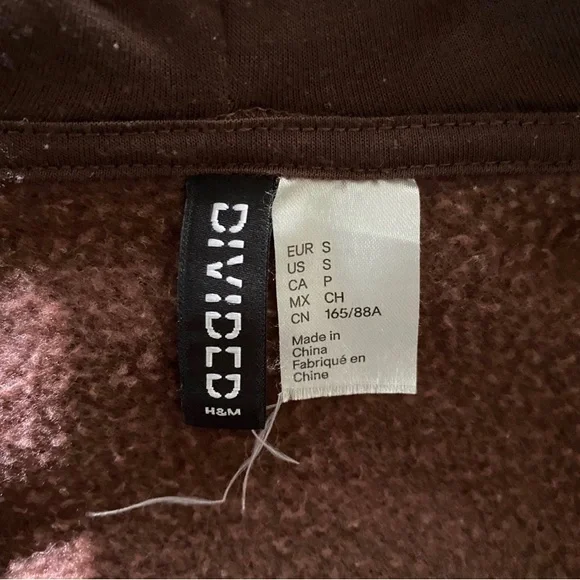 DIVIDED
H&M
EUR S
US S
CA P
MX CH
CN 165/88A
Made in
China
Fabriqué en
Chine